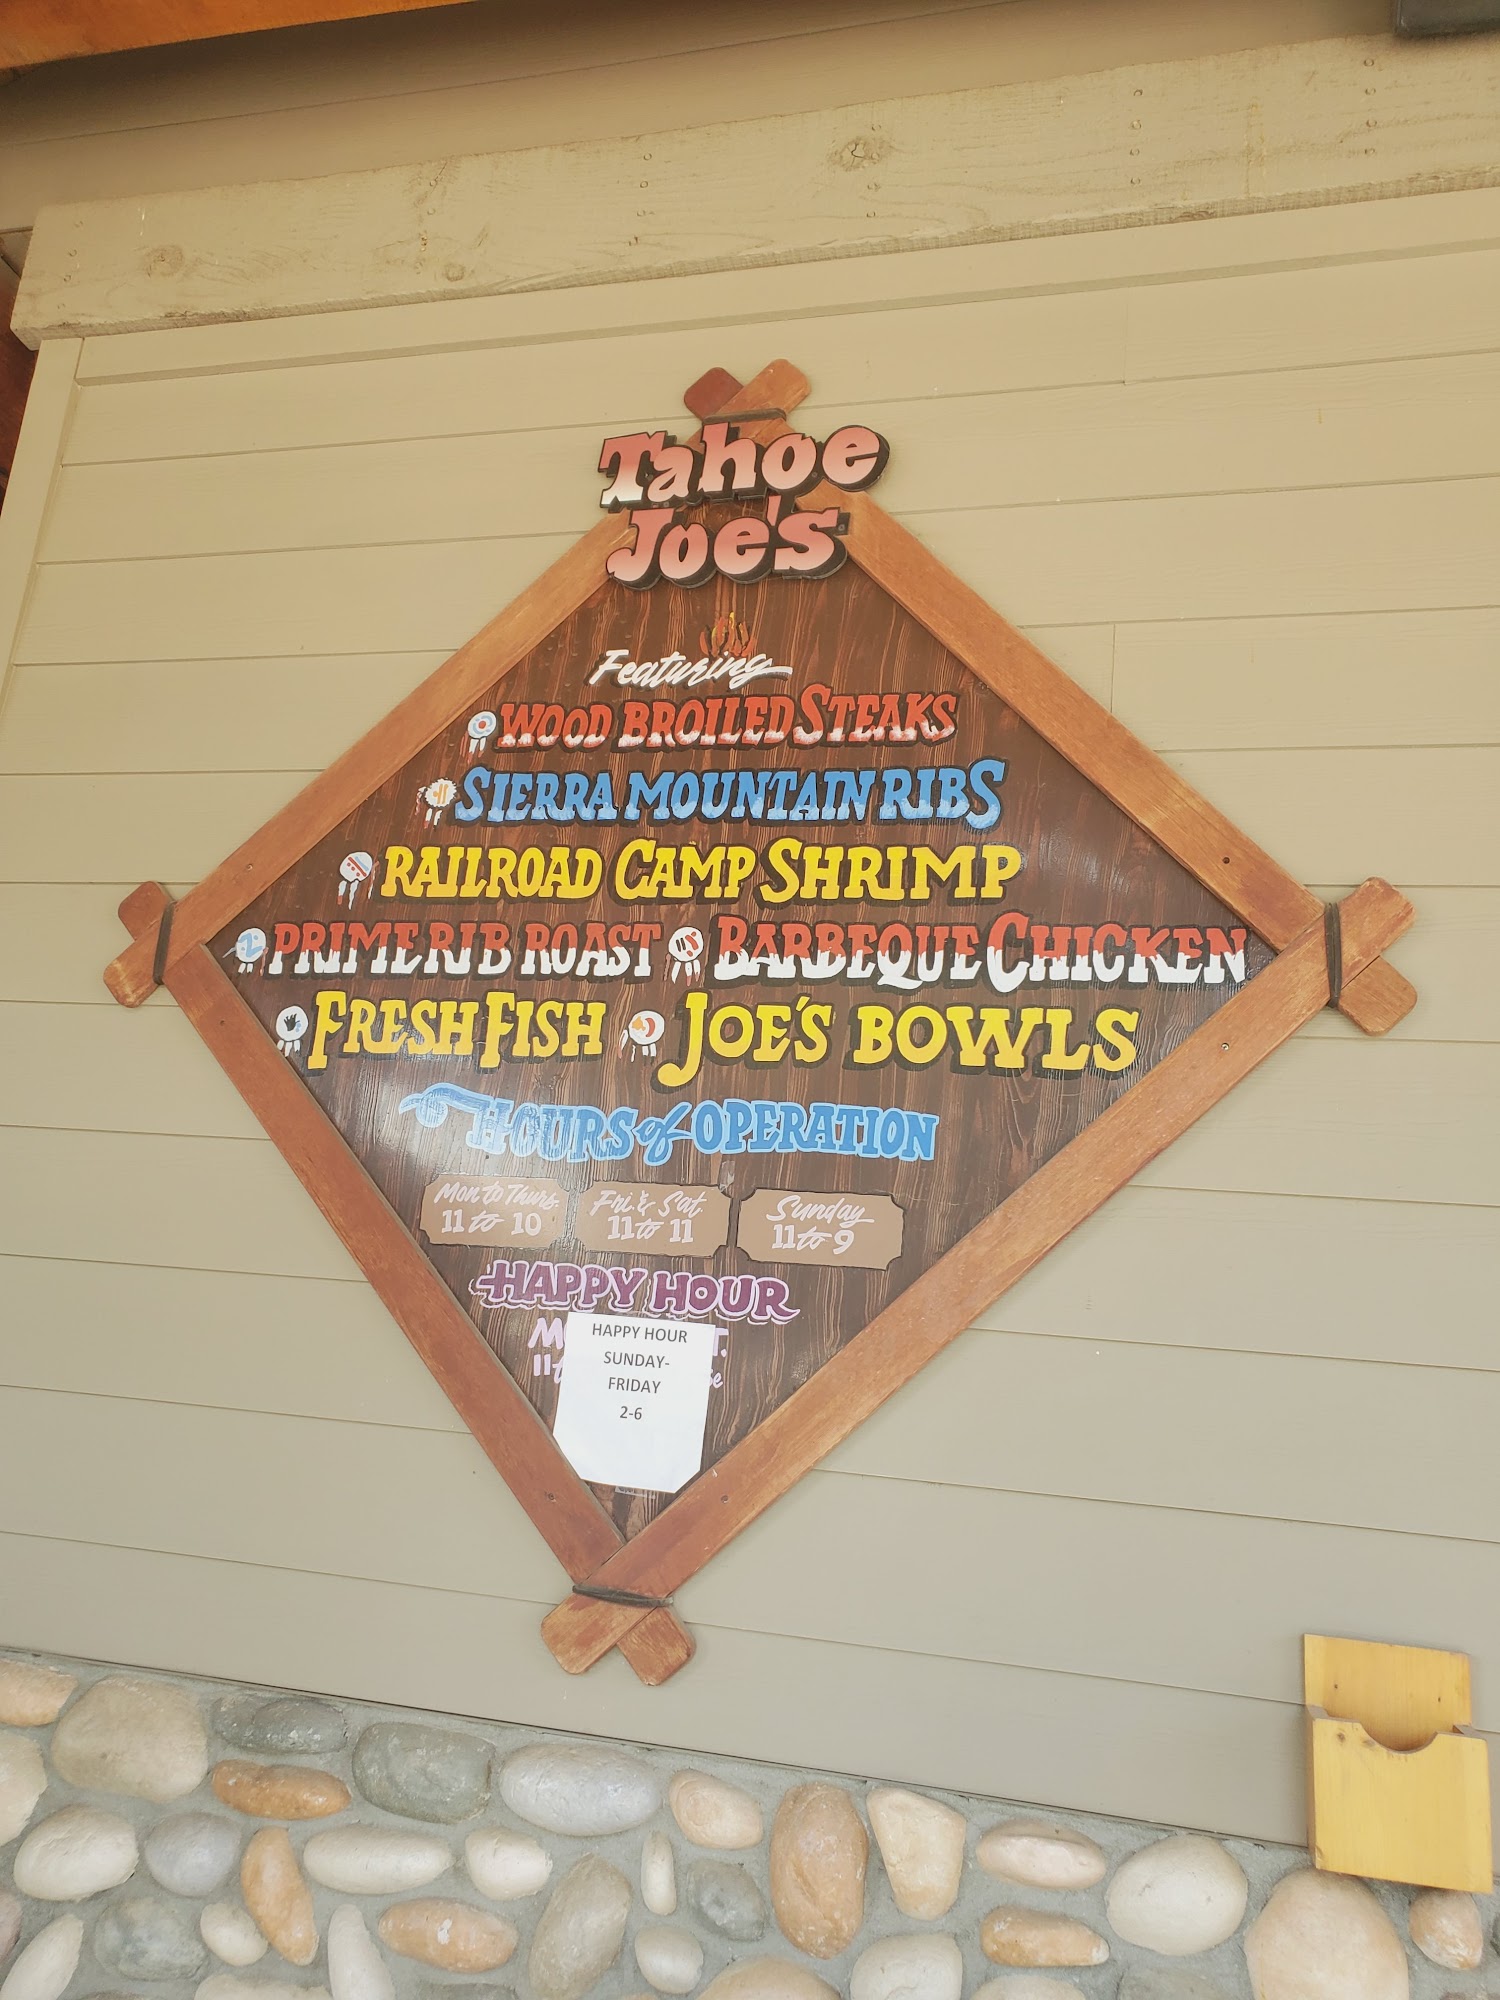 Tahoe
Joe's
Featuring
WOOD BROILED STEAKS
SIERRA MOUNTAIN RIBS
RAILROAD CAMP SHRIMP
PRIME RIB ROAST BARBEQUE CHICKEN
FRESH FISH JOE'S BOWLS
HOURS of OPERATION
Mon to Thurs.
11 to 10
Fri. & Sat.
11 to 11
Sunday
11 to 9
HAPPY HOUR
HAPPY HOUR
SUNDAY-
FRIDAY
2-6